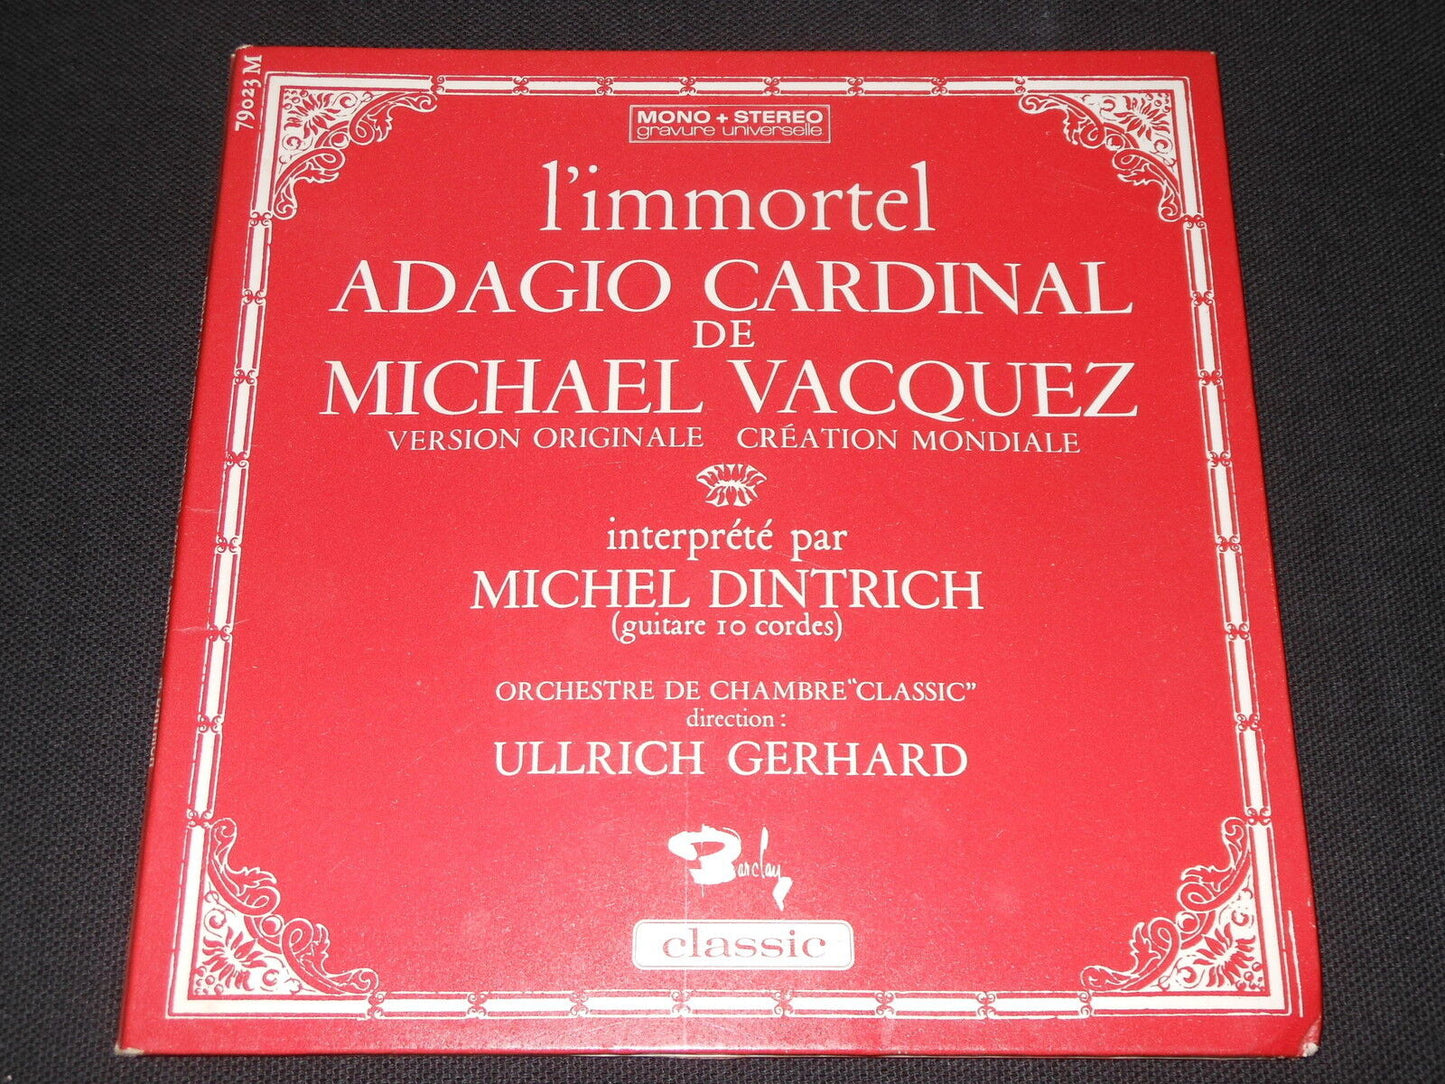 79023 M
MONO + STEREO
gravure universelle
l'immortel
ADAGIO CARDINAL
DE
MICHAEL VACQUEZ
VERSION ORIGINALE CRÉATION MONDIALE
interprété par
MICHEL DINTRICH
(guitare 10 cordes)
ORCHESTRE DE CHAMBRE "CLASSIC"
direction :
ULLRICH GERHARD
Barclay
classic